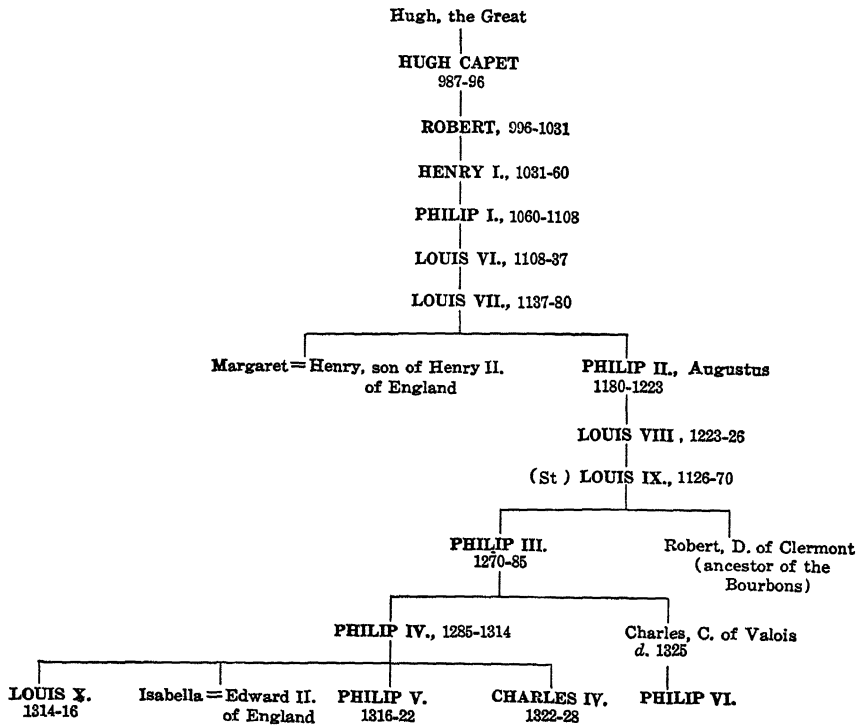 Hugh, the Great
HUGH CAPET
987-96
ROBERT, 996-1031
HENRY I., 1031-60
PHILIP I., 1060-1108
LOUIS VI., 1108-37
LOUIS VII., 1137-80
Margaret=Henry, son of Henry II.
of England
PHILIP II., Augustus
1180-1223
LOUIS VIII, 1223-26
(St) LOUIS IX., 1126-70
PHILIP III.
1270-85
Robert, D. of Clermont
(ancestor of the
Bourbons)
PHILIP IV., 1285-1314
Charles, C. of Valois
d. 1325
LOUIS X.
1314-16
Isabella=Edward II.
of England
PHILIP V.
1316-22
CHARLES IV.
1322-28
PHILIP VI.